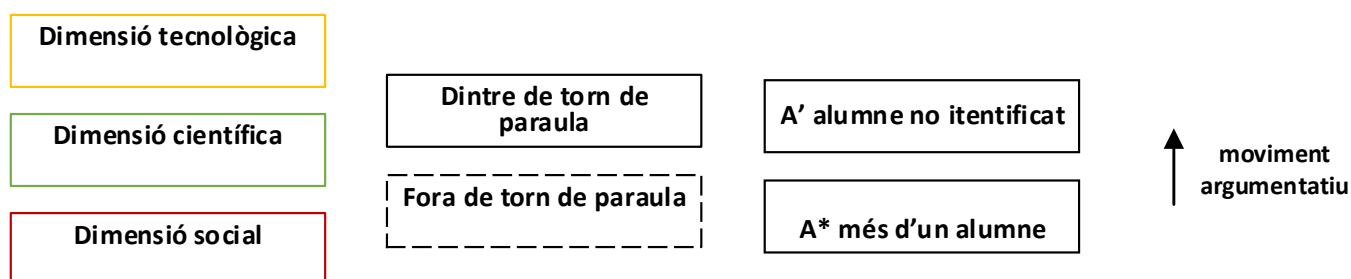 Dimensió tecnològica
Dimensió científica
Dimensió social
Dintre de torn de
paraula
Fora de torn de paraula
A’ alumne no itentificat
A* més d’un alumne
moviment
argumentatiu